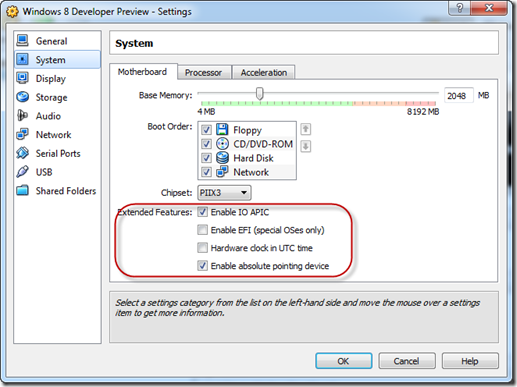 Windows 8 Developer Preview - Settings
General
System
Display
Storage
Audio
Network
Serial Ports
USB
Shared Folders
System
Motherboard Processor Acceleration
Base Memory: 2048 MB
4 MB 8192 MB
Boot Order: Floppy
CD/DVD-ROM
Hard Disk
Network
Chipset: PIIX3
Extended Features: Enable IO APIC
Enable EFI (special OSes only)
Hardware clock in UTC time
Enable absolute pointing device
Select a settings category from the list on the left-hand side and move the mouse over a settings
item to get more information.
OK Cancel Help